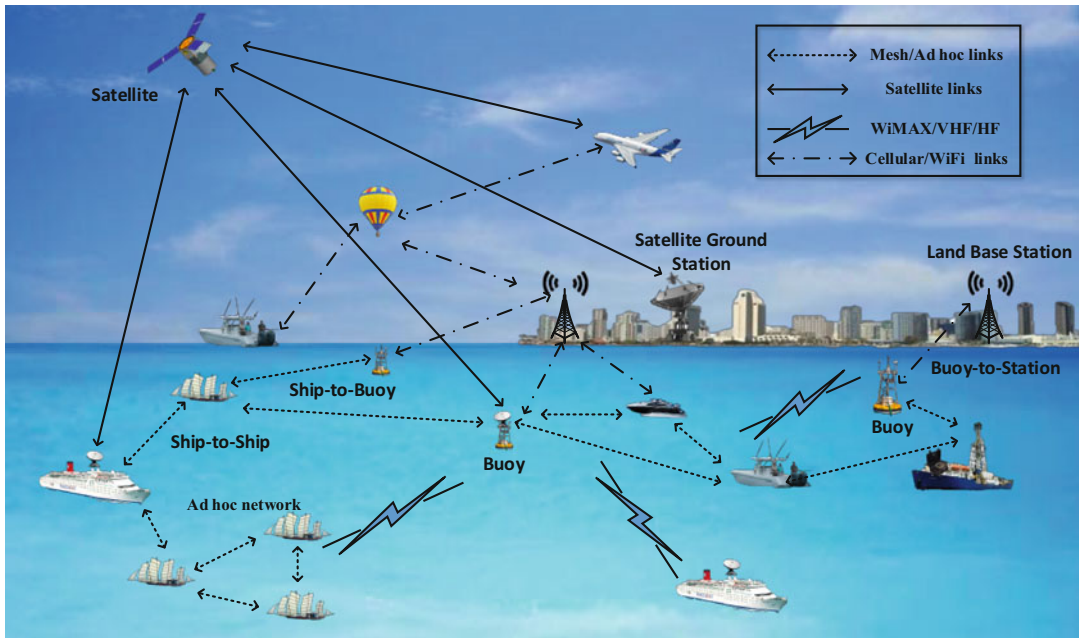 Mesh/Ad hoc links
Satellite links
WiMAX/VHF/HF
Cellular/WiFi links
Satellite
Satellite Ground
Station
Land Base Station
Ship-to-Buoy
Buoy-to-Station
Ship-to-Ship
Buoy
Buoy
Ad hoc network